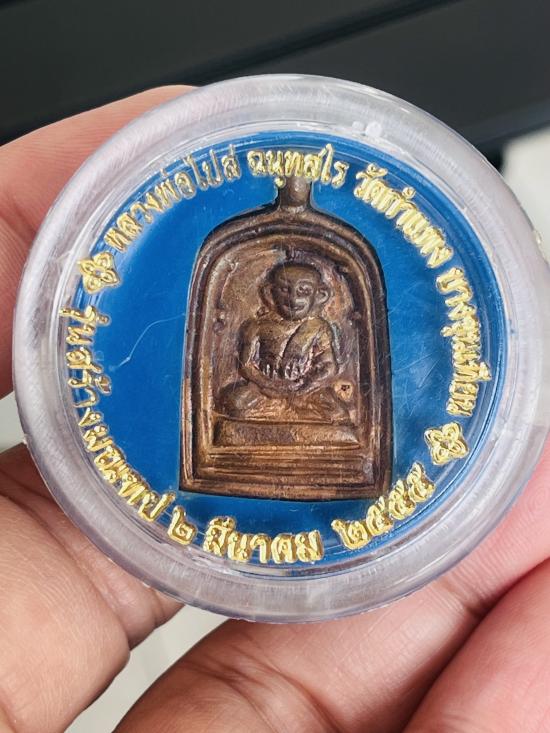 หลวงพ่อไปส์ ฉนฺทสโร วัดกำแพง บางขุนเทียน
รุ่นสร้างมณฑป ๒ มีนาคม ๒๕๕๕